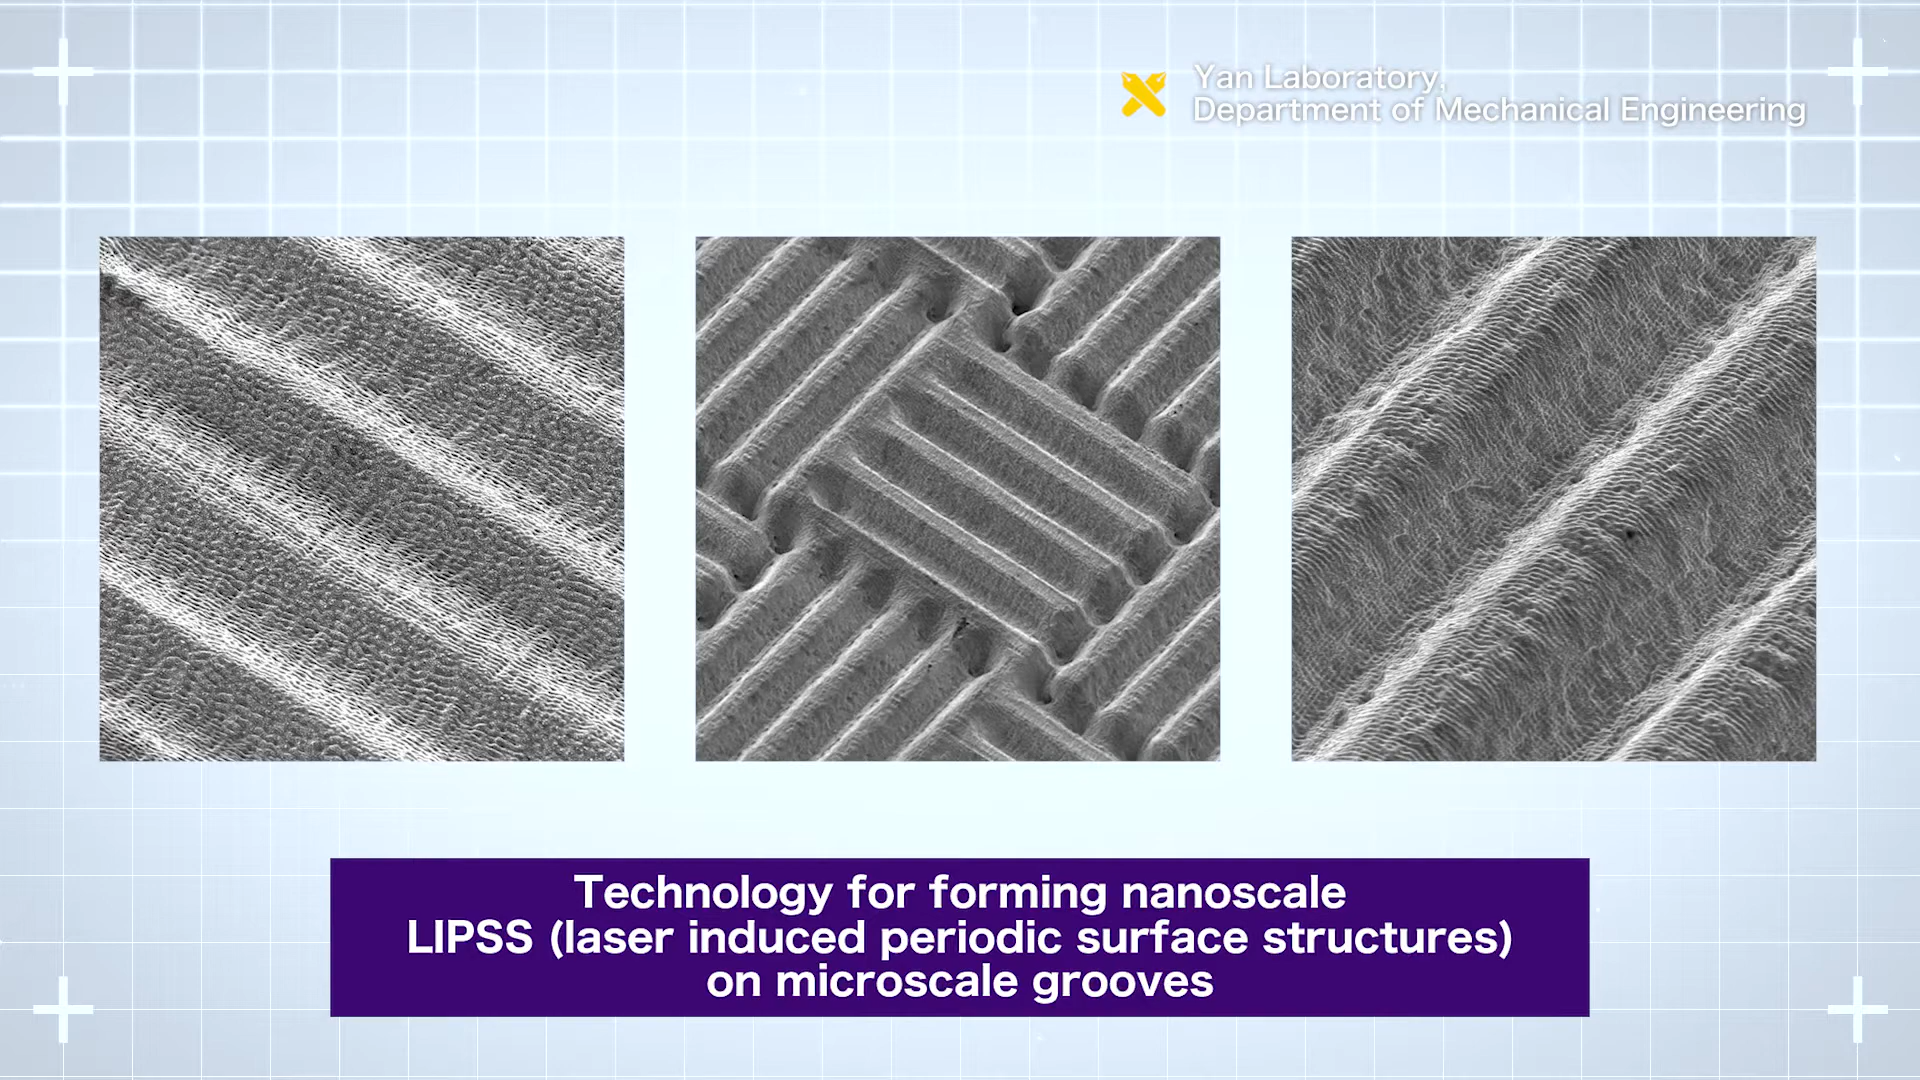 Yan Laboratory,
Department of Mechanical Engineering
Technology for forming nanoscale
LIPSS (laser induced periodic surface structures)
on microscale grooves